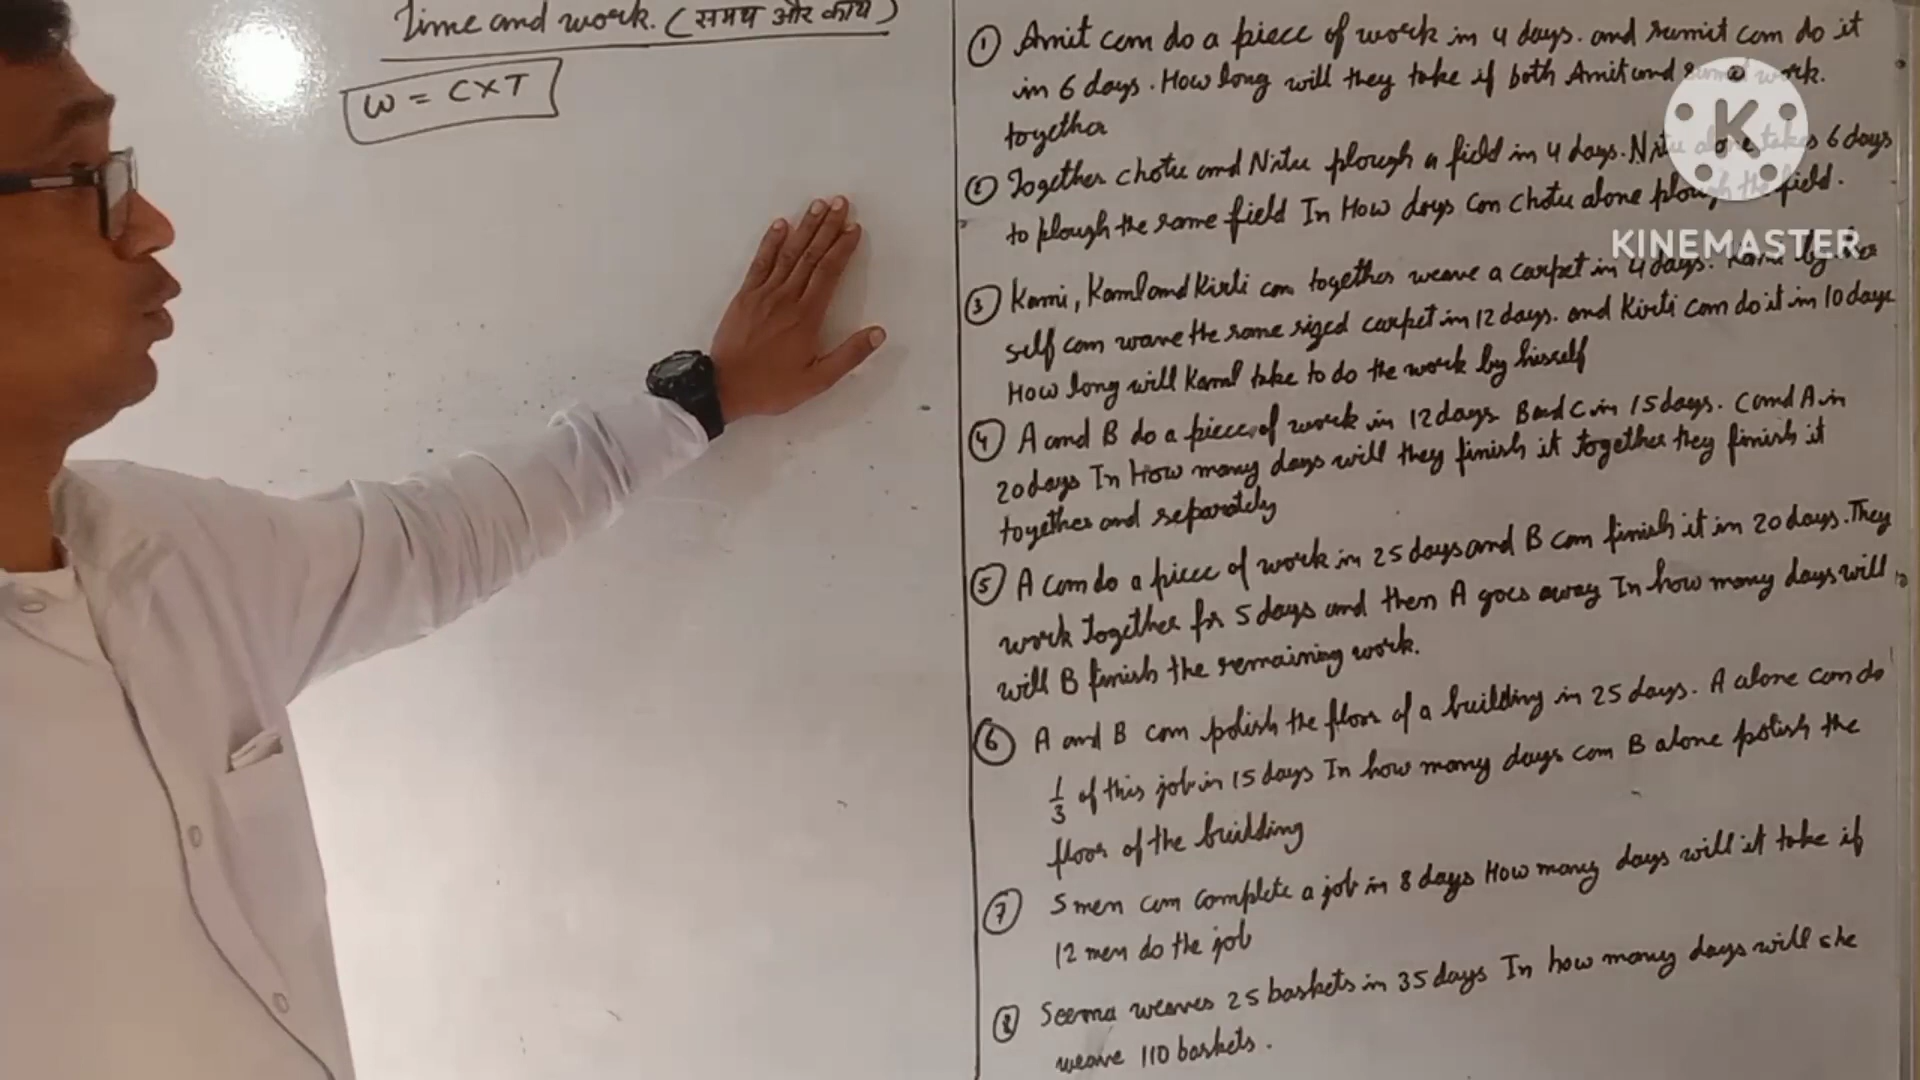 Time and work. (समय और कार्य)
W = C×T
① Amit can do a piece of work in 4 days. and sumit can do it
in 6 days. How long will they take if both Amit and work.
together
② Together chotu and Nitu plough a field in 4 days. Nitu alone takes 6 days
to plough the same field In How days can chotu alone plough the field.
KINEMASTER
③ Kami, Kaml and Kirti can together weave a carpet in 4 days. by
self can wave the same sized carpet in 12 days. and Kirti can do it in 10 days
How long will Kaml take to do the work by hisself
④ A and B do a piece of work in 12 days B and C in 15 days. C and A in
20 days In How many days will they finish it together they finish it
together and separately
⑤ A can do a piece of work in 25 days and B can finish it in 20 days. They
work together for 5 days and then A goes away In how many days will
will B finish the remaining work.
⑥ A and B can polish the floor of a building in 25 days. A alone can do
1/3 of this job in 15 days In how many days can B alone polish the
floor of the building
⑦ 5 men can complete a job in 8 days How many days will it take if
12 men do the job
⑧ Seema weaves 25 baskets in 35 days In how many days will she
weave 110 baskets.